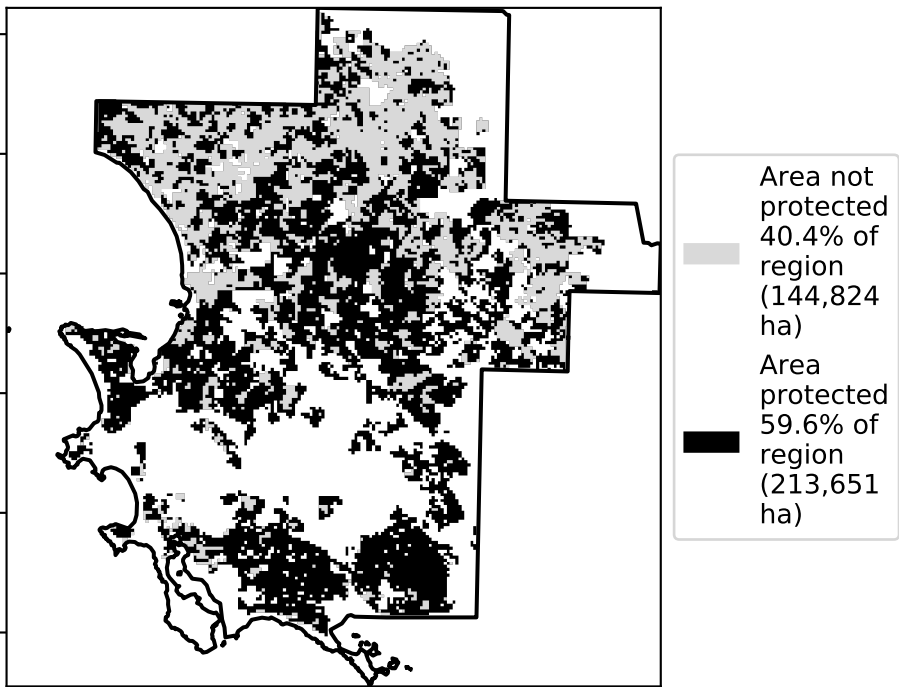 Area not
protected
40.4% of
region
(144,824
ha)
Area
protected
59.6% of
region
(213,651
ha)